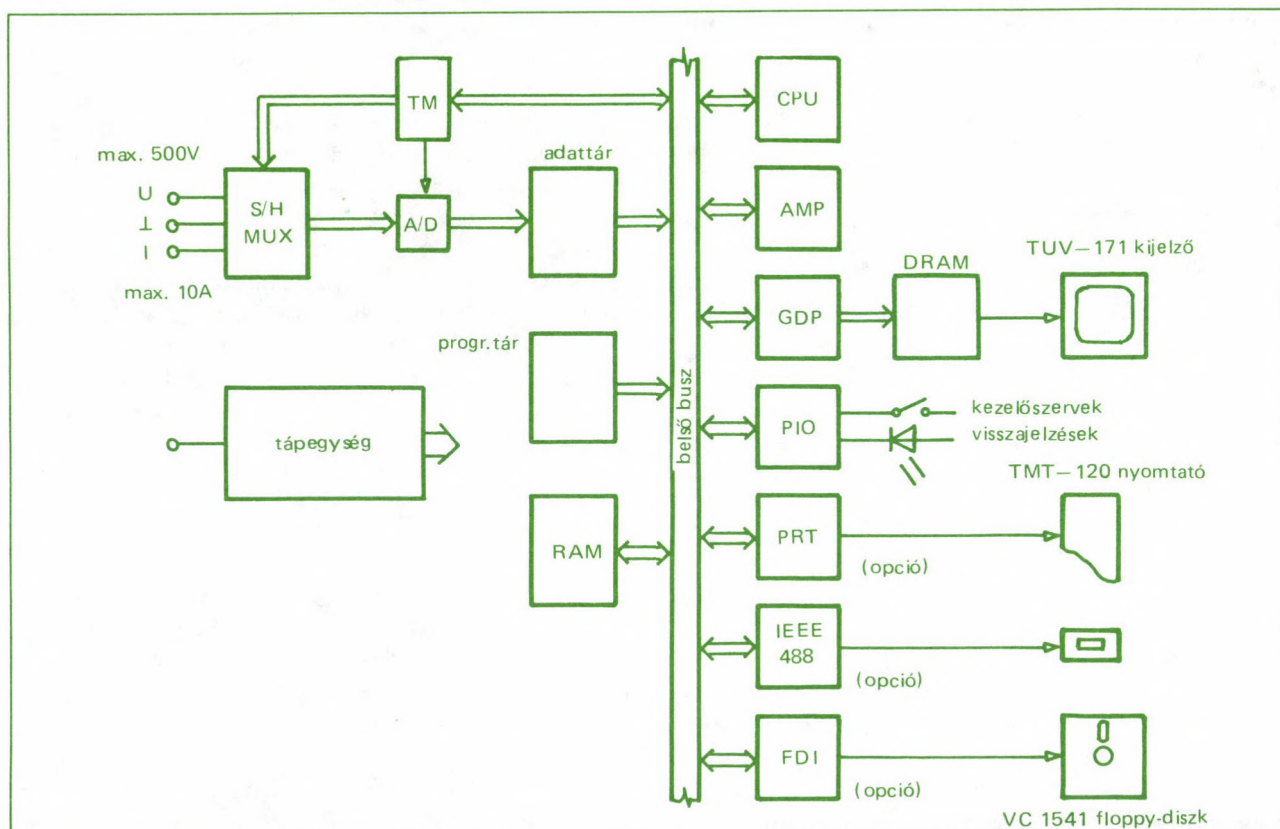 TM
CPU
max. 500V
adattár
U
S/H
MUX
A/D
AMP
⊥
I
TUV–171 kijelző
DRAM
max. 10A
GDP
progr.tár
belső busz
PIO
kezelőszervek
visszajelzések
tápegység
TMT–120 nyomtató
RAM
PRT
(opció)
IEEE
488
(opció)
FDI
(opció)
VC 1541 floppy-diszk